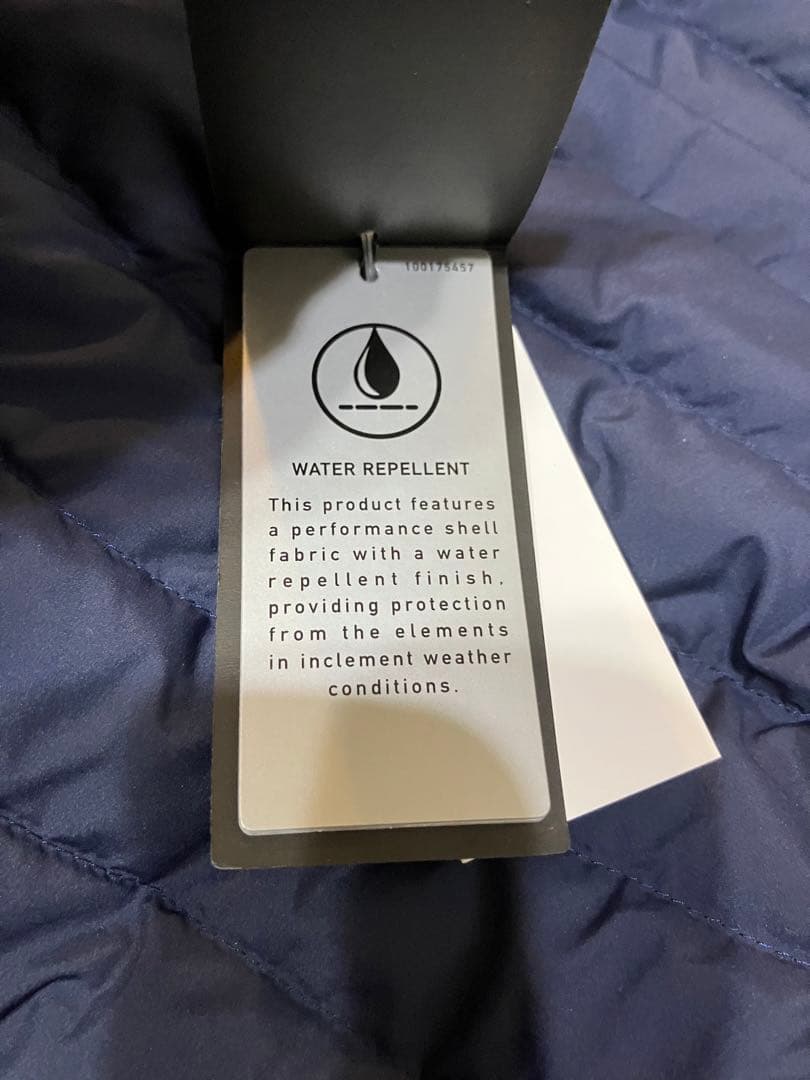 100175457
WATER REPELLENT
This product features
a performance shell
fabric with a water
repellent finish,
providing protection
from the elements
in inclement weather
conditions.